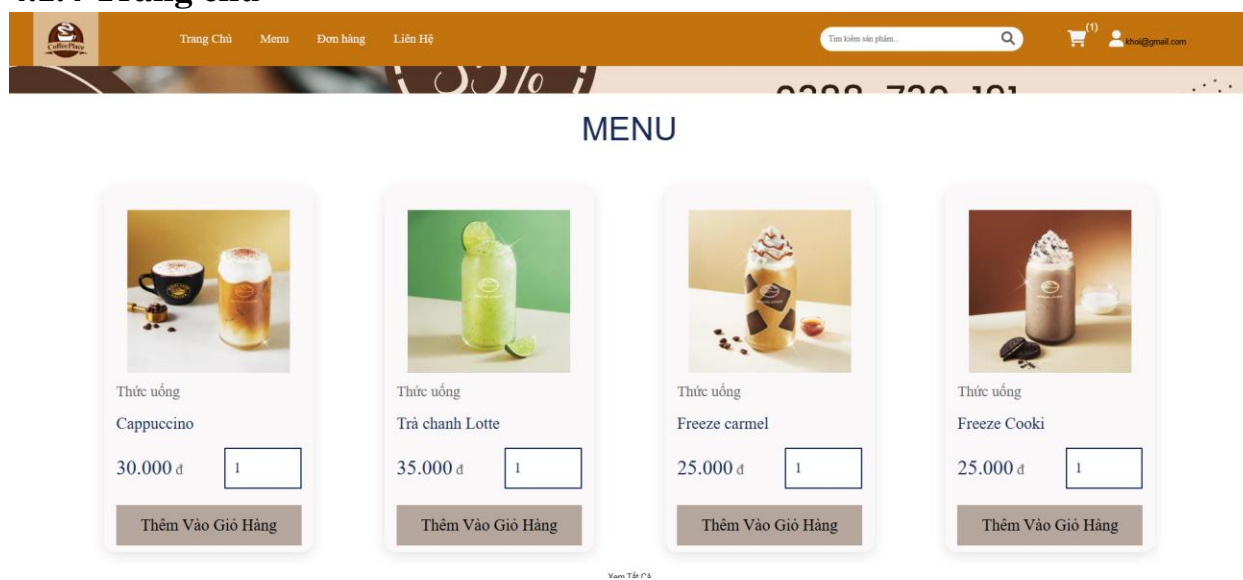 CoffeePlace
Trang Chủ Menu Đơn hàng Liên Hệ
Tìm kiếm sản phẩm...
(1)
khoi@gmail.com
MENU
Thức uống
Cappuccino
30.000 đ 1
Thêm Vào Giỏ Hàng
Thức uống
Trà chanh Lotte
35.000 đ 1
Thêm Vào Giỏ Hàng
Thức uống
Freeze carmel
25.000 đ 1
Thêm Vào Giỏ Hàng
Thức uống
Freeze Cooki
25.000 đ 1
Thêm Vào Giỏ Hàng
Xem Tất Cả